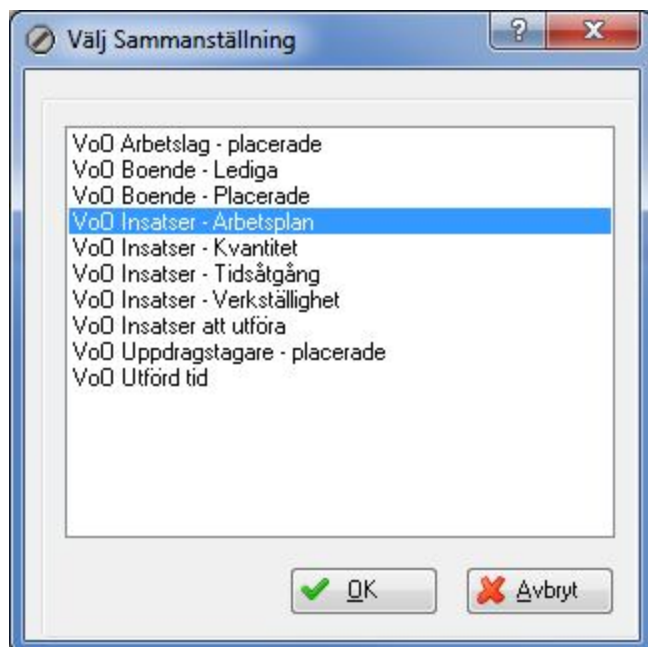 Välj Sammanställning
?
X
VoO Arbetslag - placerade
VoO Boende - Lediga
VoO Boende - Placerade
VoO Insatser - Arbetsplan
VoO Insatser - Kvantitet
VoO Insatser - Tidsåtgång
VoO Insatser - Verkställighet
VoO Insatser att utföra
VoO Uppdragstagare - placerade
VoO Utförd tid
OK
Avbryt